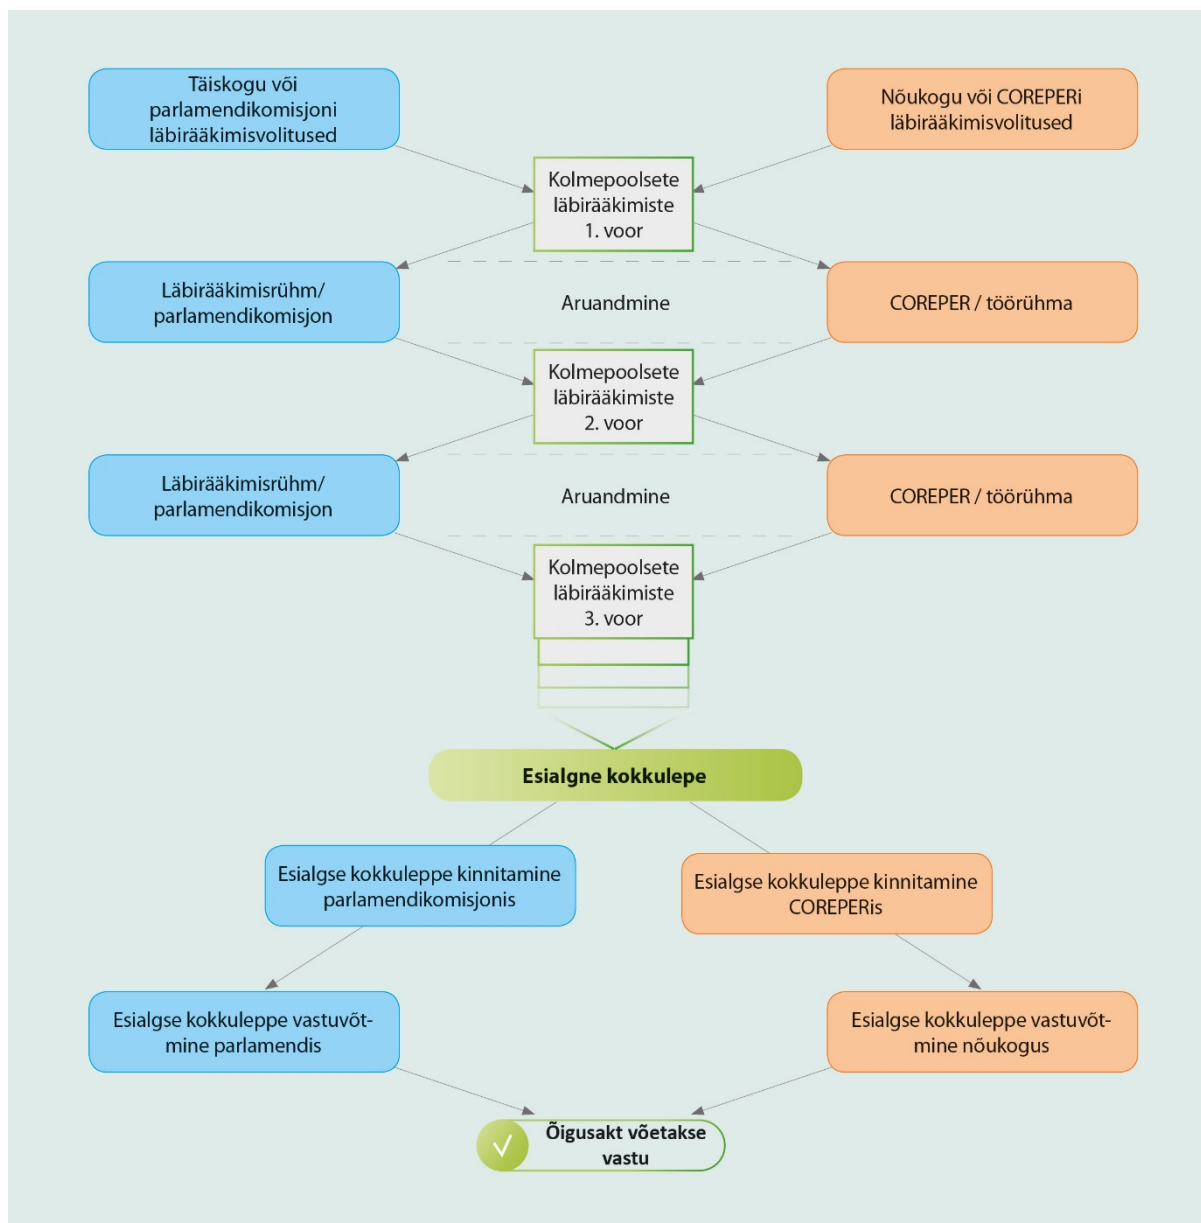 Täiskogu või
parlamendikomisjoni
läbirääkimisvolitused
Nõukogu või COREPERi
läbirääkimisvolitused
Kolmepoolsete
läbirääkimiste
1. voor
Läbirääkimisrühm/
parlamendikomisjon
Aruandmine
COREPER / töörühma
Kolmepoolsete
läbirääkimiste
2. voor
Läbirääkimisrühm/
parlamendikomisjon
Aruandmine
COREPER / töörühma
Kolmepoolsete
läbirääkimiste
3. voor
Esialgne kokkulepe
Esialgse kokkuleppe kinnitamine
parlamendikomisjonis
Esialgse kokkuleppe kinnitamine
COREPERis
Esialgse kokkuleppe vastuvõt-
mine parlamendis
Esialgse kokkuleppe vastuvõt-
mine nõukogus
Õigusakt võetakse
vastu